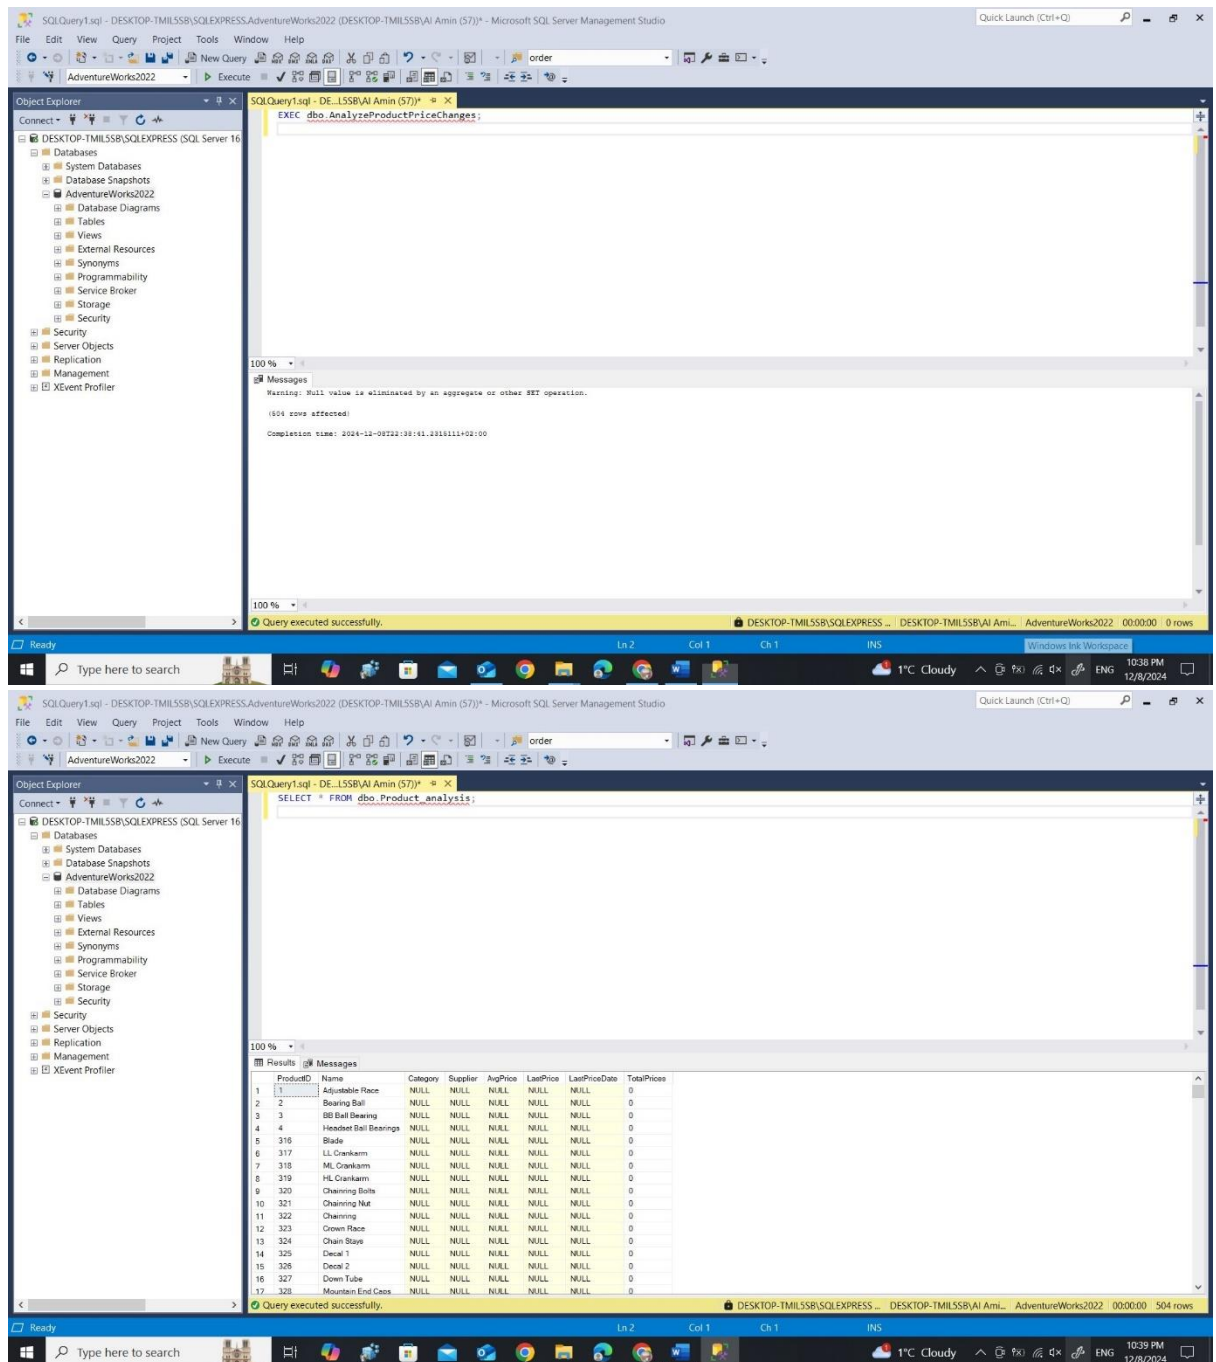 SQLQuery1.sql - DESKTOP-TMIL5SB\SQLEXPRESS.AdventureWorks2022 (DESKTOP-TMIL5SB\Al Amin (57))* - Microsoft SQL Server Management Studio
Quick Launch (Ctrl+Q)
File Edit View Query Project Tools Window Help
New Query order
AdventureWorks2022 Execute
Object Explorer
SQLQuery1.sql - DE...L5SB\Al Amin (57))*
Connect
EXEC dbo.AnalyzeProductPriceChanges;
DESKTOP-TMIL5SB\SQLEXPRESS (SQL Server 16
Databases
System Databases
Database Snapshots
AdventureWorks2022
Database Diagrams
Tables
Views
External Resources
Synonyms
Programmability
Service Broker
Storage
Security
Security
Server Objects
Replication
Management
XEvent Profiler
100 %
Messages
Warning: Null value is eliminated by an aggregate or other SET operation.
(504 rows affected)
Completion time: 2024-12-08T22:38:41.2315111+02:00
100 %
Query executed successfully.
DESKTOP-TMIL5SB\SQLEXPRESS ... DESKTOP-TMIL5SB\Al Ami... AdventureWorks2022 00:00:00 0 rows
Ready Ln 2 Col 1 Ch 1 INS
Windows Ink Workspace
Type here to search 1°C Cloudy ENG 10:38 PM
12/8/2024
SQLQuery1.sql - DESKTOP-TMIL5SB\SQLEXPRESS.AdventureWorks2022 (DESKTOP-TMIL5SB\Al Amin (57))* - Microsoft SQL Server Management Studio
Quick Launch (Ctrl+Q)
File Edit View Query Project Tools Window Help
New Query order
AdventureWorks2022 Execute
Object Explorer
SQLQuery1.sql - DE...L5SB\Al Amin (57))*
Connect
SELECT * FROM dbo.Product_analysis;
DESKTOP-TMIL5SB\SQLEXPRESS (SQL Server 16
Databases
System Databases
Database Snapshots
AdventureWorks2022
Database Diagrams
Tables
Views
External Resources
Synonyms
Programmability
Service Broker
Storage
Security
Security
Server Objects
Replication
Management
XEvent Profiler
100 %
Results Messages
ProductID Name Category Supplier AvgPrice LastPrice LastPriceDate TotalPrices
1 1 Adjustable Race NULL NULL NULL NULL NULL 0
2 2 Bearing Ball NULL NULL NULL NULL NULL 0
3 3 BB Ball Bearing NULL NULL NULL NULL NULL 0
4 4 Headset Ball Bearings NULL NULL NULL NULL NULL 0
5 316 Blade NULL NULL NULL NULL NULL 0
6 317 LL Crankarm NULL NULL NULL NULL NULL 0
7 318 ML Crankarm NULL NULL NULL NULL NULL 0
8 319 HL Crankarm NULL NULL NULL NULL NULL 0
9 320 Chainring Bolts NULL NULL NULL NULL NULL 0
10 321 Chainring Nut NULL NULL NULL NULL NULL 0
11 322 Chainring NULL NULL NULL NULL NULL 0
12 323 Crown Race NULL NULL NULL NULL NULL 0
13 324 Chain Stays NULL NULL NULL NULL NULL 0
14 325 Decal 1 NULL NULL NULL NULL NULL 0
15 326 Decal 2 NULL NULL NULL NULL NULL 0
16 327 Down Tube NULL NULL NULL NULL NULL 0
17 328 Mountain End Caps NULL NULL NULL NULL NULL 0
Query executed successfully.
DESKTOP-TMIL5SB\SQLEXPRESS ... DESKTOP-TMIL5SB\Al Ami... AdventureWorks2022 00:00:00 504 rows
Ready Ln 2 Col 1 Ch 1 INS
Type here to search 1°C Cloudy ENG 10:39 PM
12/8/2024